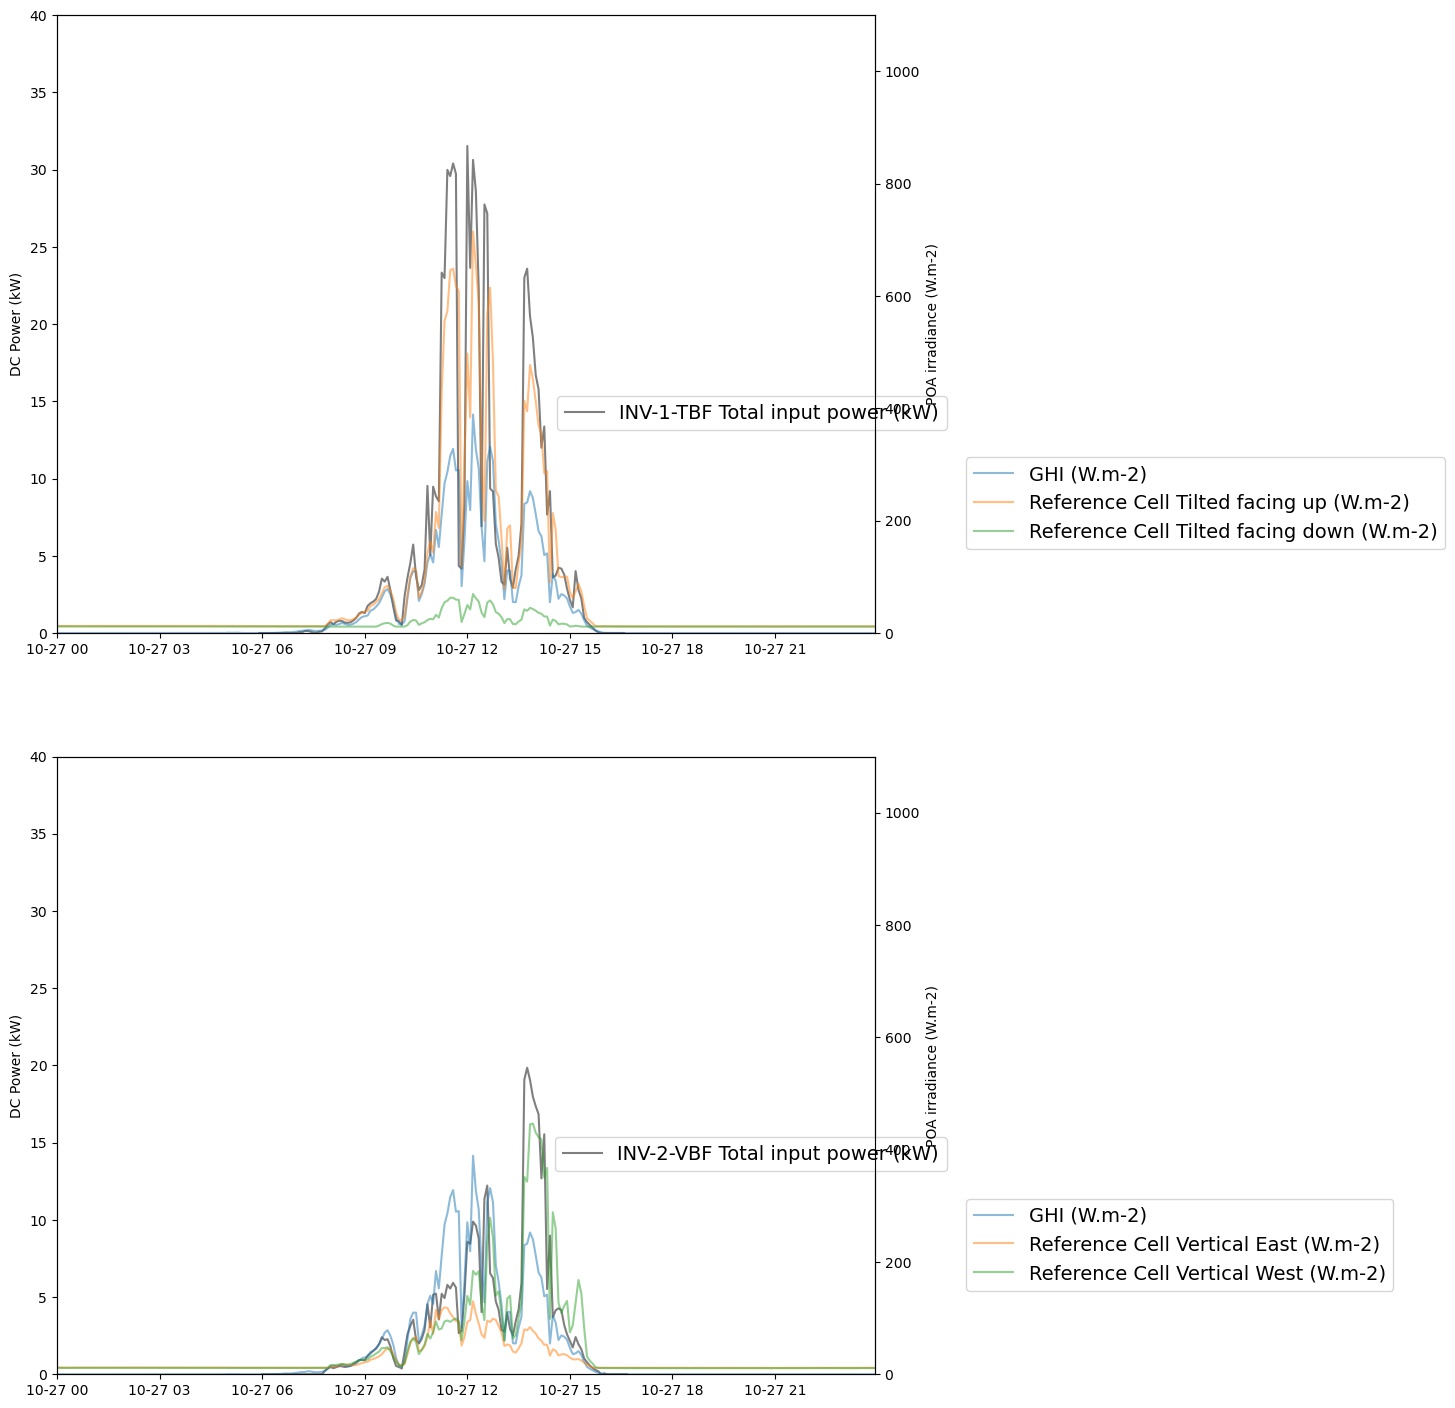 40
35
30
25
20
15
10
5
0
DC Power (kW)
1000
800
600
400
200
0
POA irradiance (W.m-2)
INV-1-TBF Total input power (kW)
GHI (W.m-2)
Reference Cell Tilted facing up (W.m-2)
Reference Cell Tilted facing down (W.m-2)
10-27 00 10-27 03 10-27 06 10-27 09 10-27 12 10-27 15 10-27 18 10-27 21
40
35
30
25
20
15
10
5
0
DC Power (kW)
1000
800
600
400
200
0
POA irradiance (W.m-2)
INV-2-VBF Total input power (kW)
GHI (W.m-2)
Reference Cell Vertical East (W.m-2)
Reference Cell Vertical West (W.m-2)
10-27 00 10-27 03 10-27 06 10-27 09 10-27 12 10-27 15 10-27 18 10-27 21